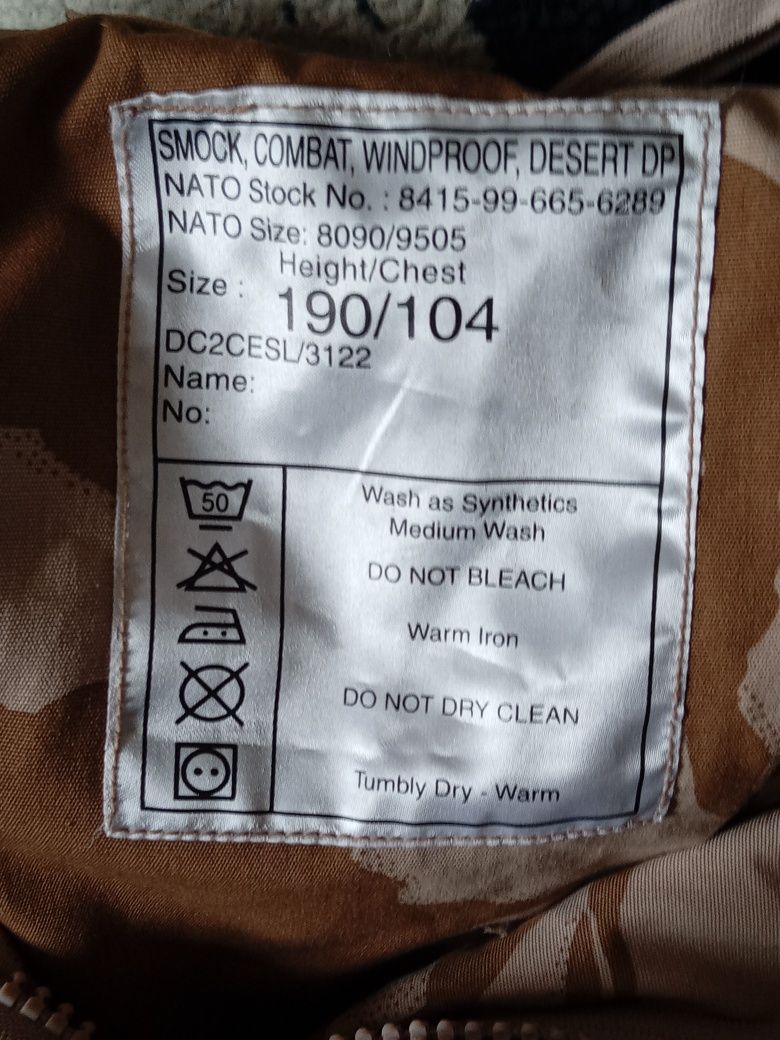 SMOCK, COMBAT, WINDPROOF, DESERT DP
NATO Stock No. : 8415-99-665-6289
NATO Size: 8090/9505
Height/Chest
Size : 190/104
DC2CESL/3122
Name:
No:
50
Wash as Synthetics
Medium Wash
DO NOT BLEACH
Warm Iron
DO NOT DRY CLEAN
Tumbly Dry - Warm